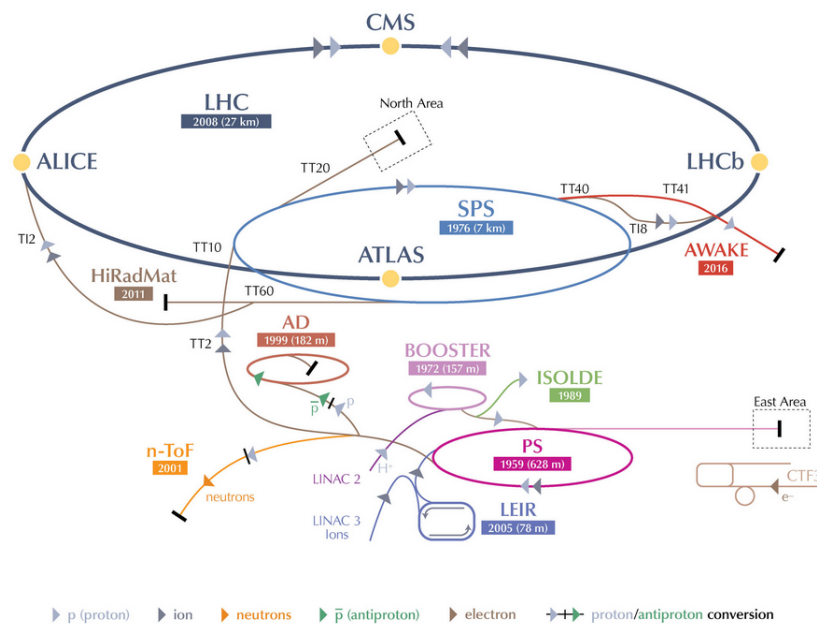 CMS
LHC
2008 (27 km)
North Area
ALICE
LHCb
TT20
TT40
TT41
SPS
1976 (7 km)
TI2
TT10
TI8
ATLAS
AWAKE
2016
HiRadMat
2011
TT60
TT2
AD
1999 (182 m)
BOOSTER
1972 (157 m)
ISOLDE
1989
p̅
p
East Area
n-ToF
2001
neutrons
H⁺
LINAC 2
PS
1959 (628 m)
CTF3
e⁻
LINAC 3
Ions
LEIR
2005 (78 m)
p (proton)
ion
neutrons
p̅ (antiproton)
electron
proton/antiproton conversion